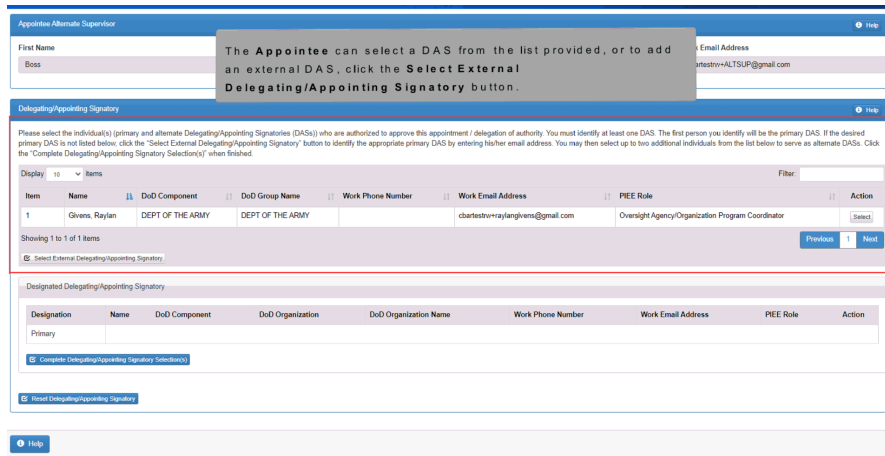 Appointee Alternate Supervisor
Help
First Name
Email Address
Boss
artestrw+ALTSUP@gmail.com
The Appointee can select a DAS from the list provided, or to add
an external DAS, click the Select External
Delegating/Appointing Signatory button.
Delegating/Appointing Signatory
Help
Please select the individual(s) (primary and alternate Delegating/Appointing Signatories (DASs)) who are authorized to approve this appointment / delegation of authority. You must identify at least one DAS. The first person you identify will be the primary DAS. If the desired
primary DAS is not listed below, click the "Select External Delegating/Appointing Signatory" button to identify the appropriate primary DAS by entering his/her email address. You may then select up to two additional individuals from the list below to serve as alternate DASs. Click
the "Complete Delegating/Appointing Signatory Selection(s)" when finished.
Display 10 items
Filter:
Item Name DoD Component DoD Group Name Work Phone Number Work Email Address PIEE Role Action
1 Givens, Raylan DEPT OF THE ARMY DEPT OF THE ARMY cbartestrw+raylangivens@gmail.com Oversight Agency/Organization Program Coordinator Select
Showing 1 to 1 of 1 items
Previous 1 Next
Select External Delegating/Appointing Signatory
Designated Delegating/Appointing Signatory
Designation Name DoD Component DoD Organization DoD Organization Name Work Phone Number Work Email Address PIEE Role Action
Primary
Complete Delegating/Appointing Signatory Selection(s)
Reset Delegating/Appointing Signatory
Help